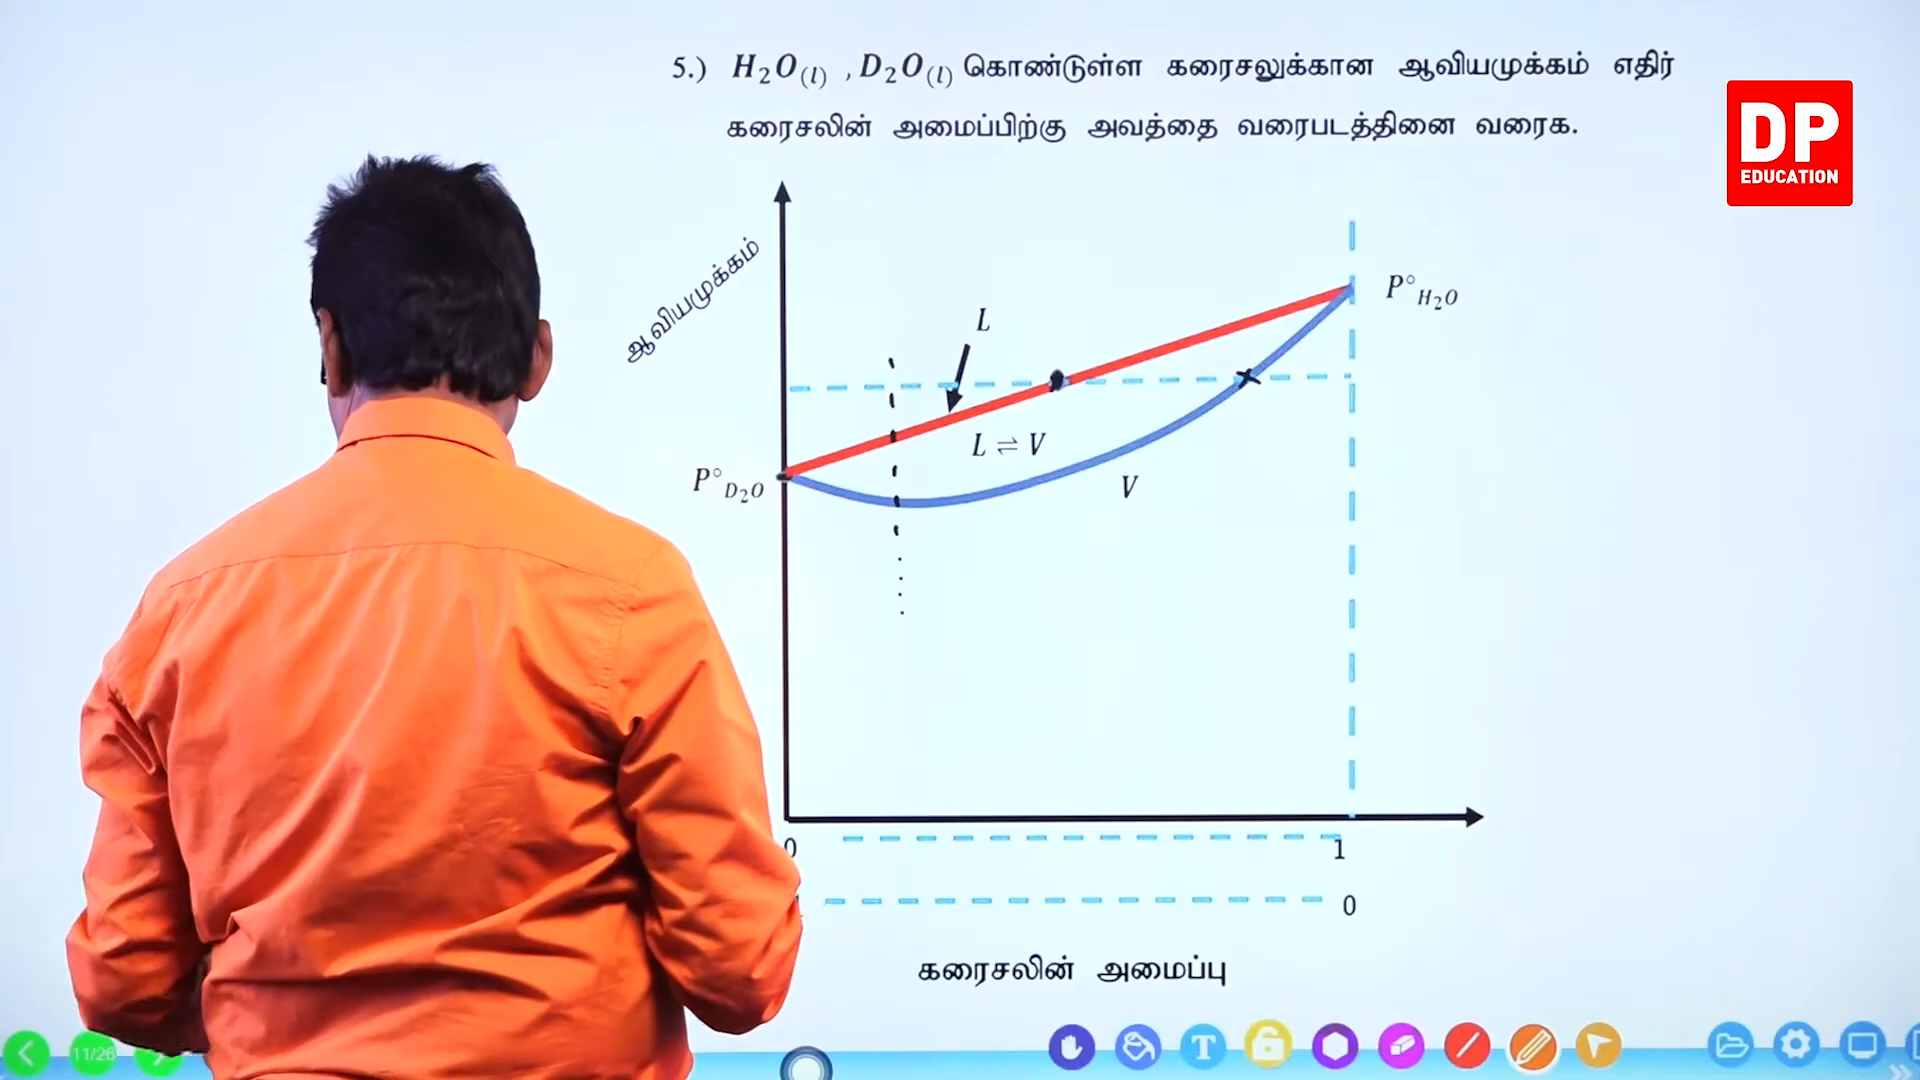 5.) H₂O₍ₗ₎ , D₂O₍ₗ₎ கொண்டுள்ள கரைசலுக்கான ஆவியமுக்கம் எதிர்
கரைசலின் அமைப்பிற்கு அவத்தை வரைபடத்தினை வரைக.
DP
EDUCATION
ஆவியமுக்கம்
P°H₂O
L
L ⇌ V
P°D₂O
V
0 1
0
கரைசலின் அமைப்பு
11/26
T